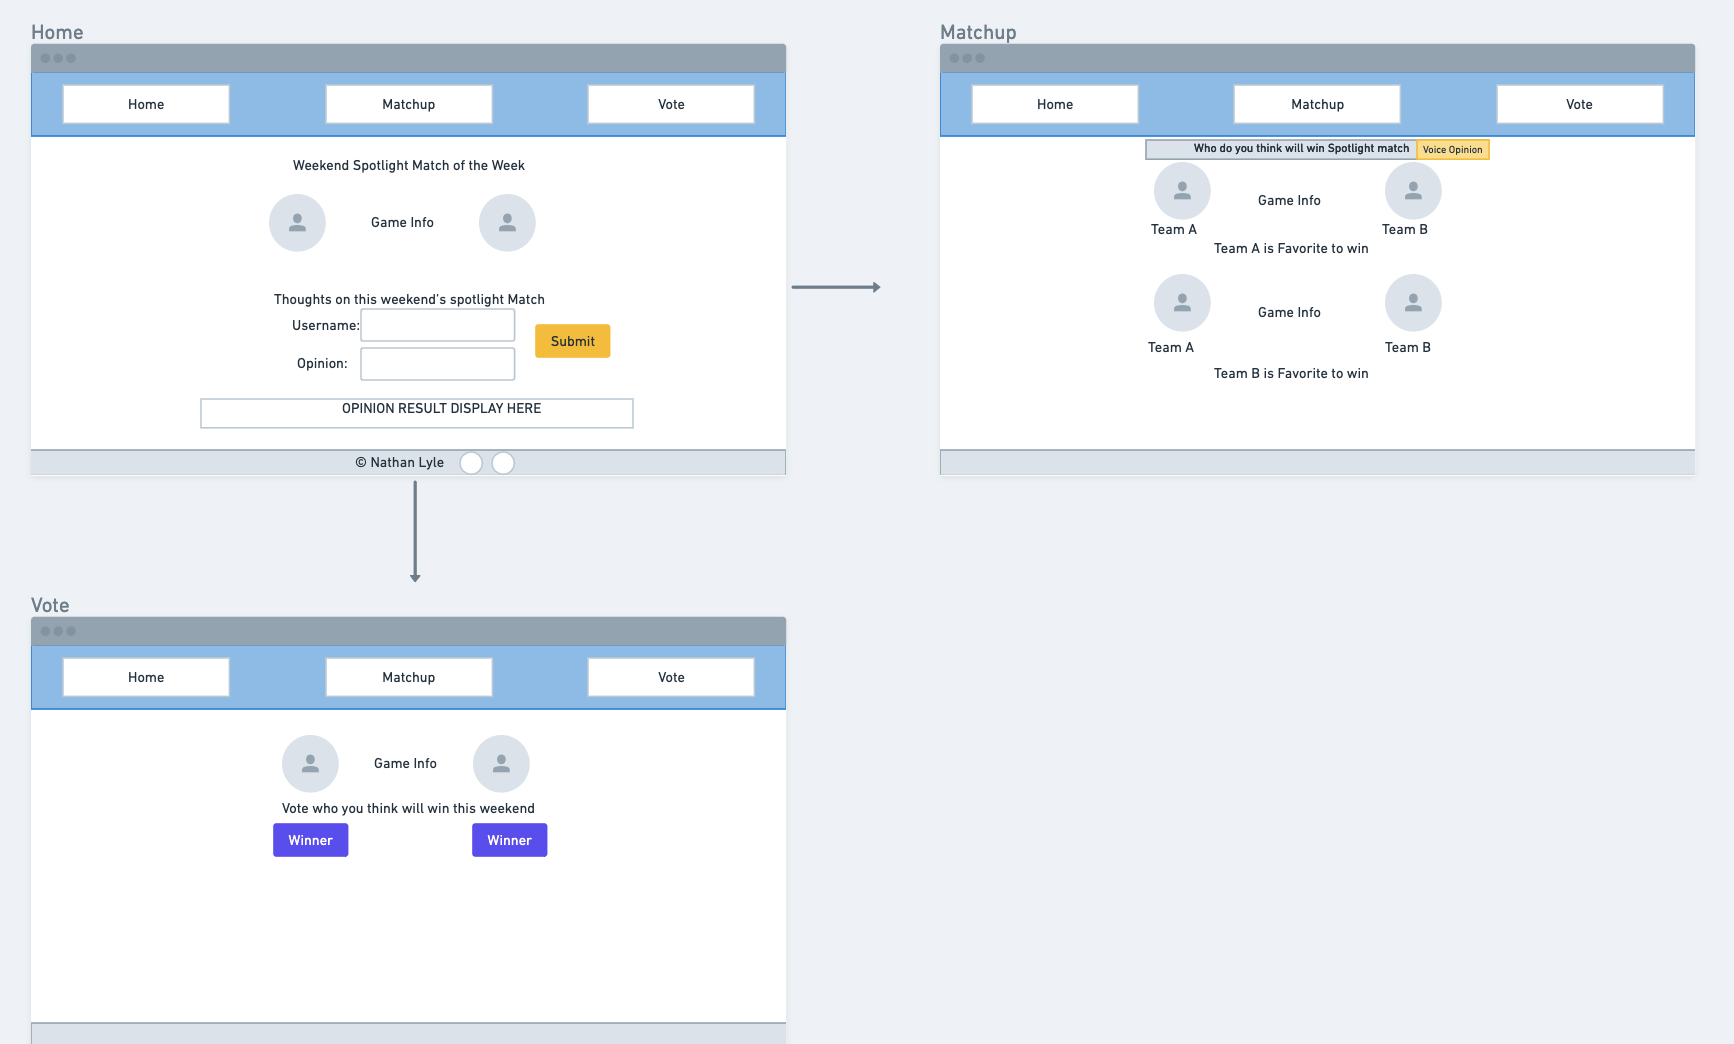 Home
Home
Matchup
Vote
Weekend Spotlight Match of the Week
Game Info
Thoughts on this weekend's spotlight Match
Username:
Submit
Opinion:
OPINION RESULT DISPLAY HERE
© Nathan Lyle
Matchup
Home
Matchup
Vote
Who do you think will win Spotlight match
Voice Opinion
Game Info
Team A
Team B
Team A is Favorite to win
Game Info
Team A
Team B
Team B is Favorite to win
Vote
Home
Matchup
Vote
Game Info
Vote who you think will win this weekend
Winner
Winner